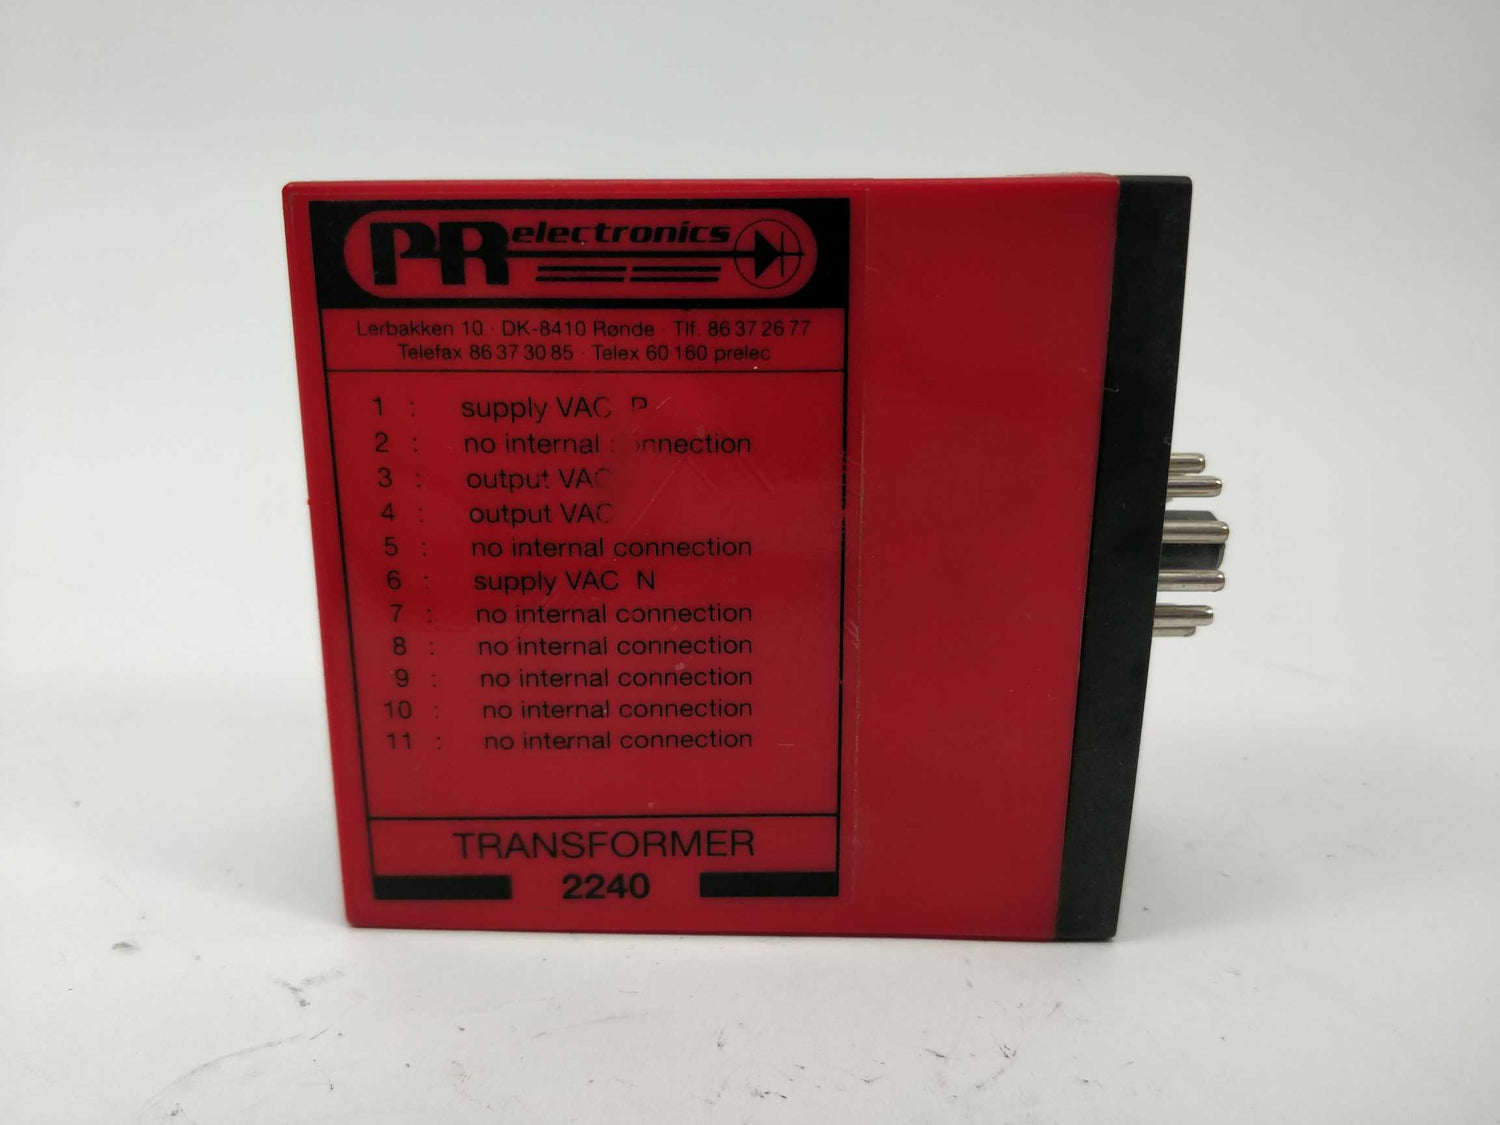 PR electronics
Lerbakken 10 · DK-8410 Rønde · Tlf. 86 37 26 77
Telefax 86 37 30 85 · Telex 60 160 prelec
1 : supply VAC P
2 : no internal connection
3 : output VAC
4 : output VAC
5 : no internal connection
6 : supply VAC N
7 : no internal connection
8 : no internal connection
9 : no internal connection
10 : no internal connection
11 : no internal connection
TRANSFORMER
2240